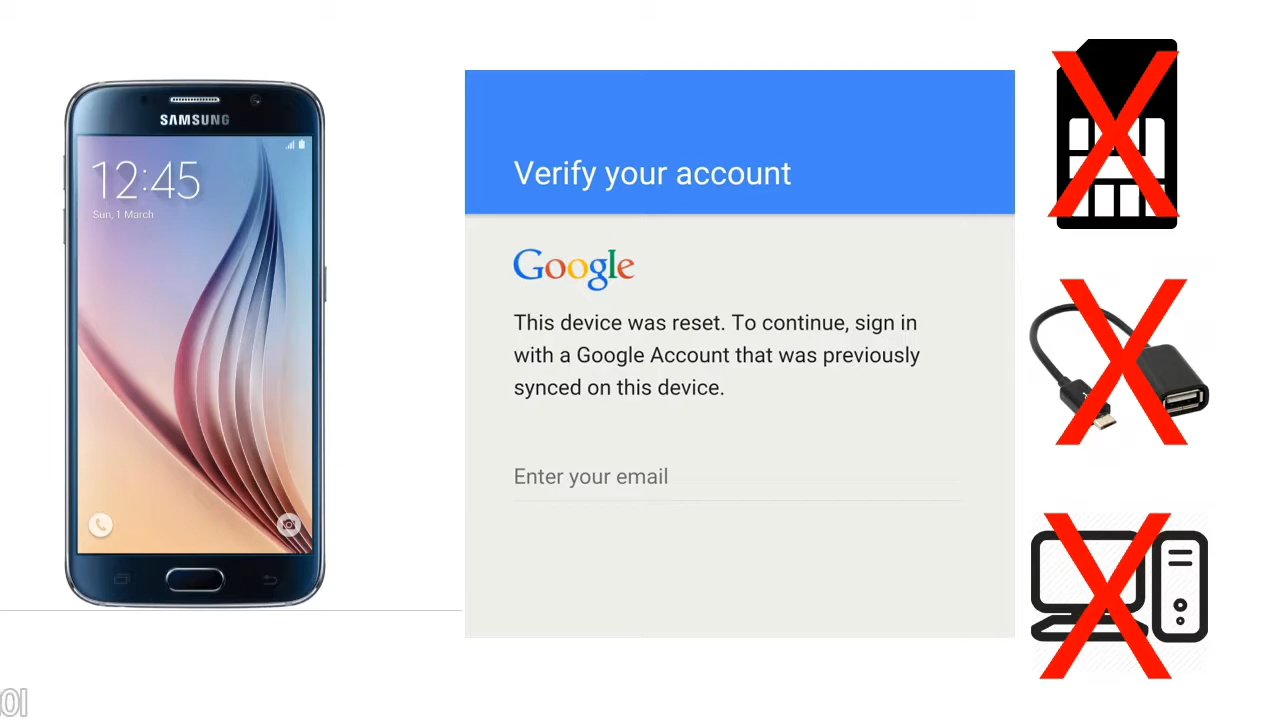 SAMSUNG
12:45
Sun, 1 March
Verify your account
Google
This device was reset. To continue, sign in
with a Google Account that was previously
synced on this device.
Enter your email